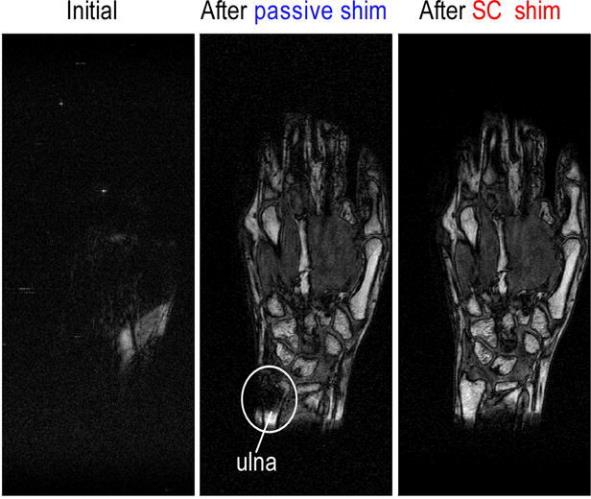 Initial
After passive shim
After SC shim
ulna